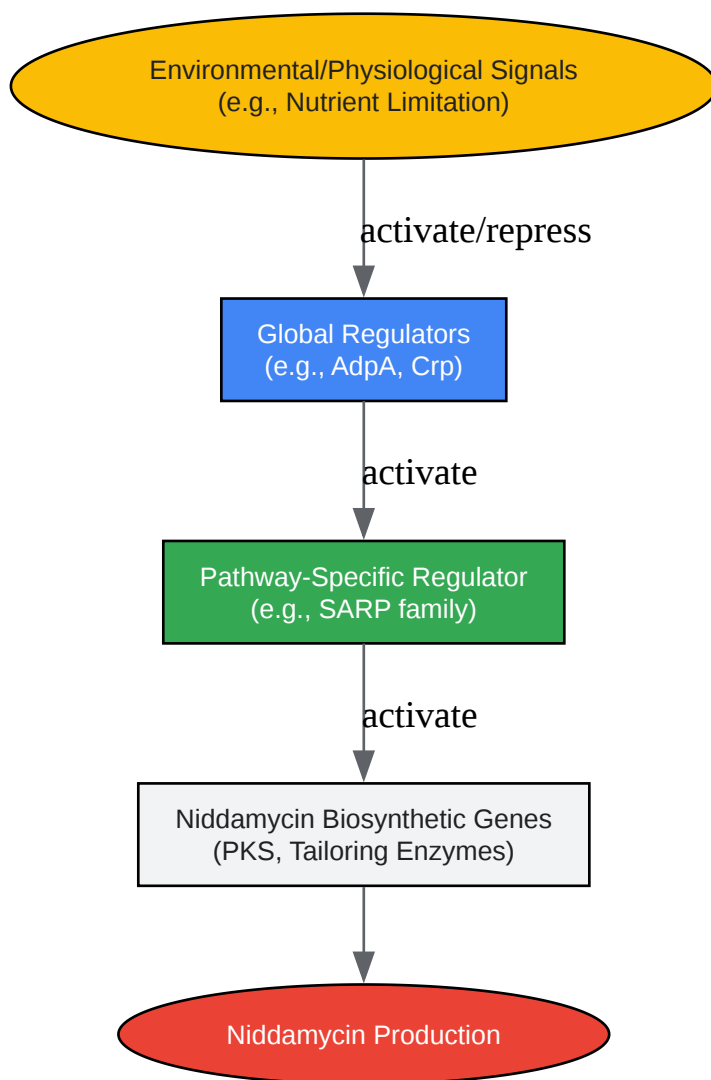 Environmental/Physiological Signals
(e.g., Nutrient Limitation)
activate/repress
Global Regulators
(e.g., AdpA, Crp)
activate
Pathway-Specific Regulator
(e.g., SARP family)
activate
Niddamycin Biosynthetic Genes
(PKS, Tailoring Enzymes)
Niddamycin Production